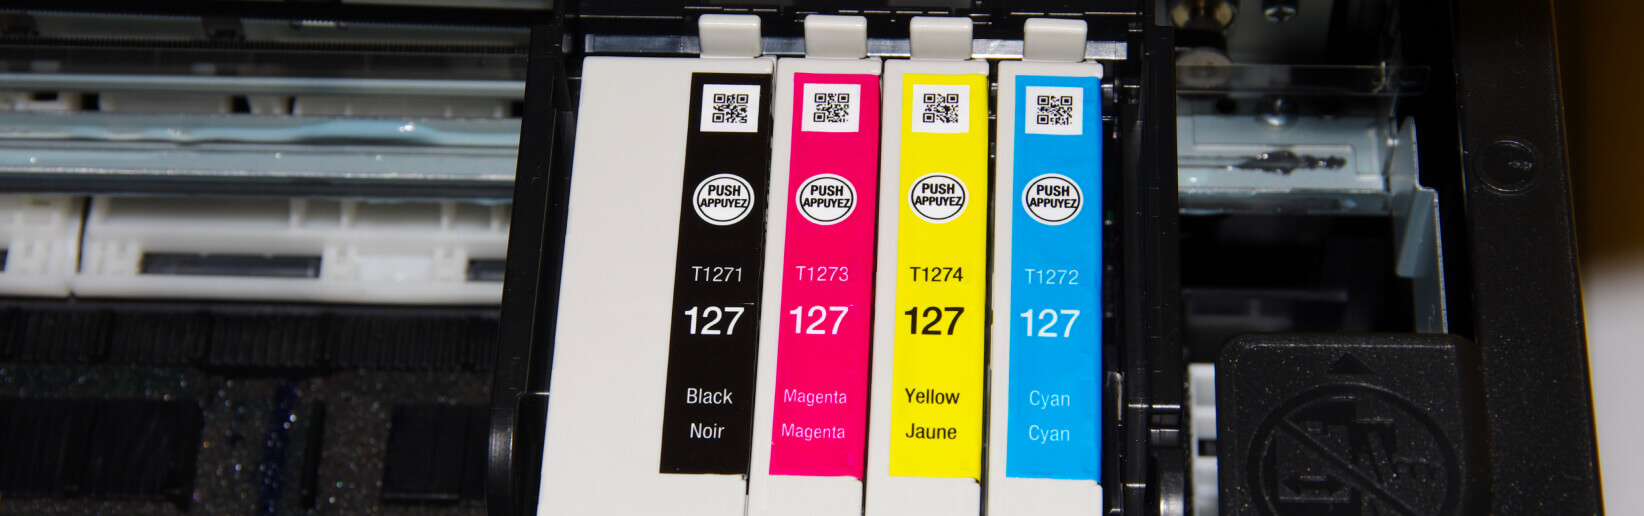 PUSH
APPUYEZ
T1271
127
Black
Noir
PUSH
APPUYEZ
T1273
127
Magenta
Magenta
PUSH
APPUYEZ
T1274
127
Yellow
Jaune
PUSH
APPUYEZ
T1272
127
Cyan
Cyan